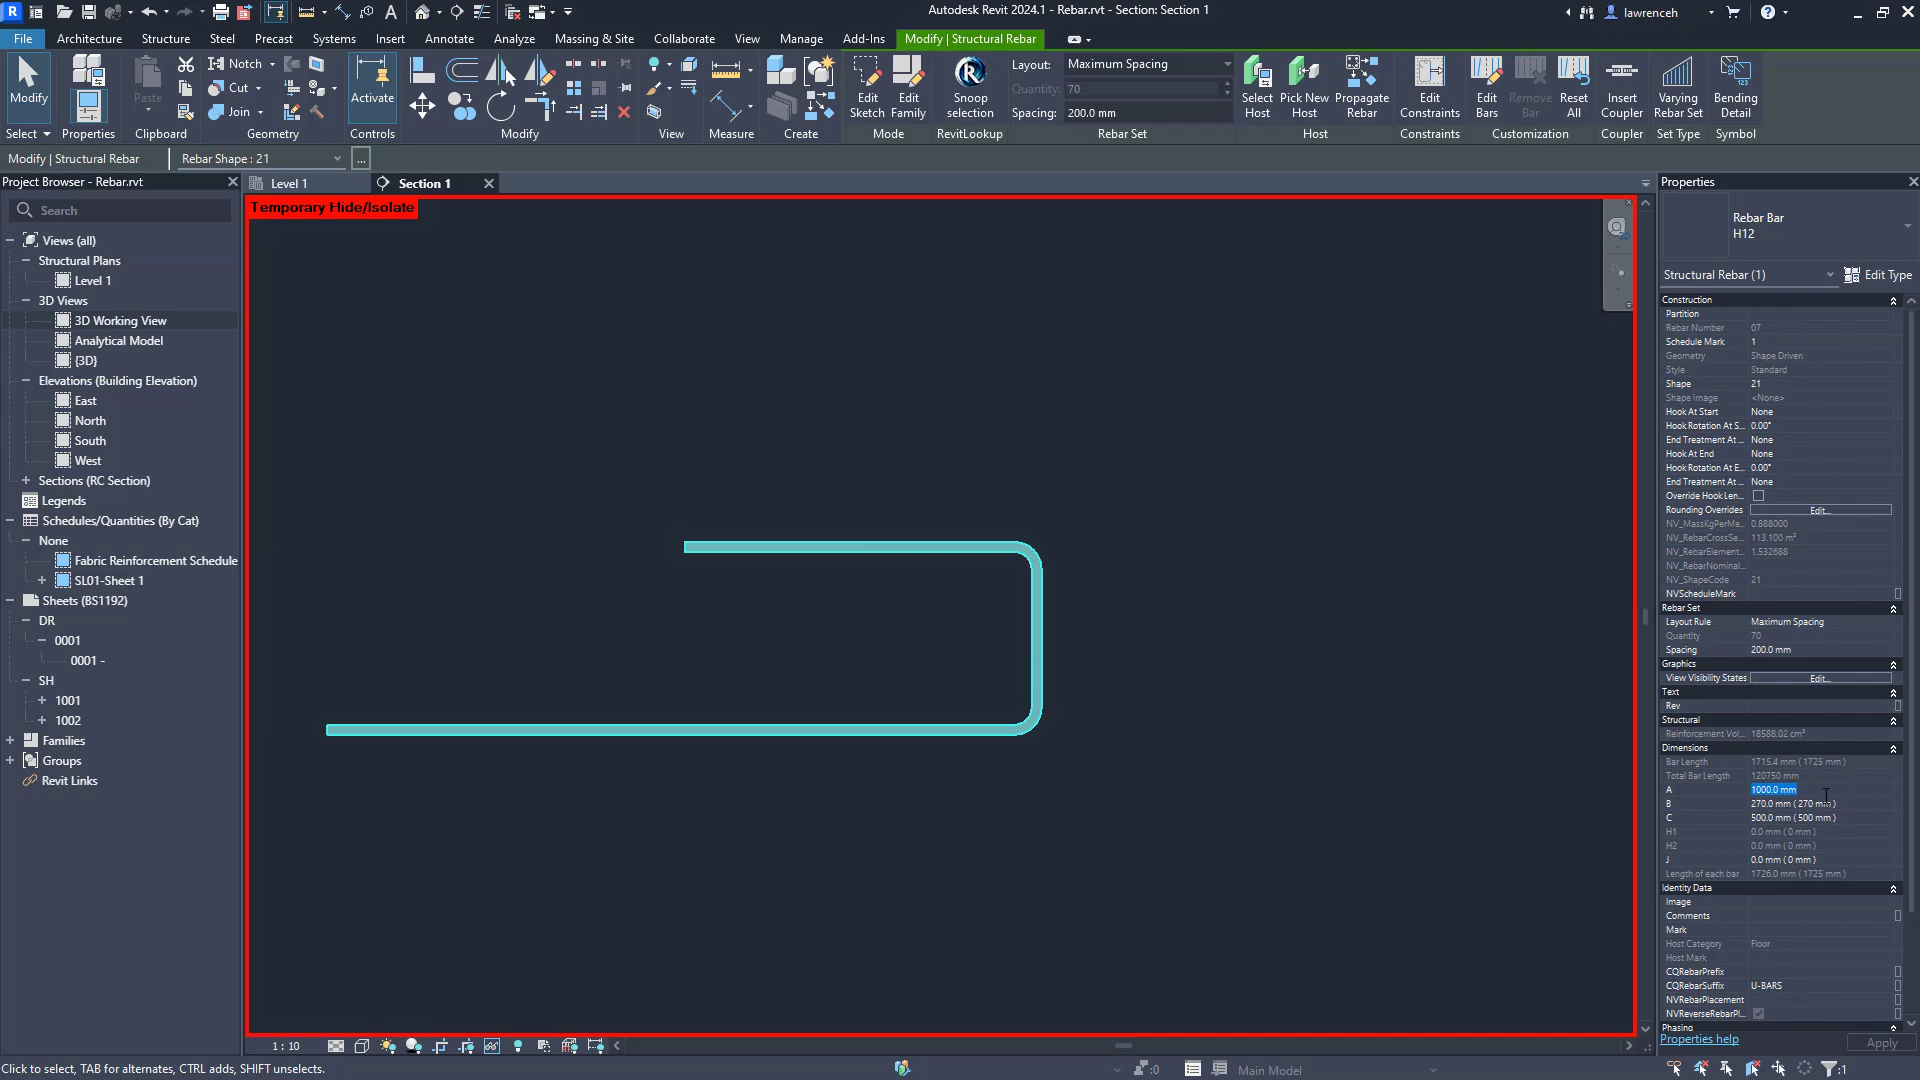 Autodesk Revit 2024.1 - Rebar.rvt - Section: Section 1
lawrenceh
File Architecture Structure Steel Precast Systems Insert Annotate Analyze Massing & Site Collaborate View Manage Add-Ins Modify | Structural Rebar
Modify
Select
Properties
Paste
Clipboard
Notch
Cut
Join
Geometry
Activate
Controls
Modify
View
Measure
Create
Edit Sketch
Edit Family
Mode
Snoop selection
RevitLookup
Layout: Maximum Spacing
Quantity: 70
Spacing: 200.0 mm
Rebar Set
Select Host
Pick New Host
Propagate Rebar
Host
Edit Constraints
Constraints
Edit Bars
Remove Bar
Reset All
Customization
Insert Coupler
Coupler
Varying Rebar Set
Set Type
Bending Detail
Symbol
Modify | Structural Rebar
Rebar Shape : 21
...
Project Browser - Rebar.rvt
Search
Views (all)
Structural Plans
Level 1
3D Views
3D Working View
Analytical Model
{3D}
Elevations (Building Elevation)
East
North
South
West
Sections (RC Section)
Legends
Schedules/Quantities (By Cat)
None
Fabric Reinforcement Schedule
SL01-Sheet 1
Sheets (BS1192)
DR
0001
0001 -
SH
1001
1002
Families
Groups
Revit Links
Level 1
Section 1
Temporary Hide/Isolate
Properties
Rebar Bar
H12
Structural Rebar (1)
Edit Type
Construction
Partition
Rebar Number 07
Schedule Mark 1
Geometry Shape Driven
Style Standard
Shape 21
Shape Image <None>
Hook At Start None
Hook Rotation At S... 0.00°
End Treatment At ... None
Hook At End None
Hook Rotation At E... 0.00°
End Treatment At ... None
Override Hook Len...
Rounding Overrides Edit...
NV_MassKgPerMe... 0.888000
NV_RebarCrossSe... 113.100 m²
NV_RebarElement... 1.532688
NV_RebarNominal...
NV_ShapeCode 21
NVScheduleMark
Rebar Set
Layout Rule Maximum Spacing
Quantity 70
Spacing 200.0 mm
Graphics
View Visibility States Edit...
Text
Rev
Structural
Reinforcement Vol... 18588.02 cm³
Dimensions
Bar Length 1715.4 mm ( 1725 mm )
Total Bar Length 120750 mm
A 1000.0 mm
B 270.0 mm ( 270 mm )
C 500.0 mm ( 500 mm )
H1 0.0 mm ( 0 mm )
H2 0.0 mm ( 0 mm )
J 0.0 mm ( 0 mm )
Length of each bar 1726.0 mm ( 1725 mm )
Identity Data
Image
Comments
Mark
Host Category Floor
Host Mark
CQRebarPrefix
CQRebarSuffix U-BARS
NVRebarPlacement
NVReverseRebarPl...
Phasing
Properties help
Apply
1 : 10
Click to select, TAB for alternates, CTRL adds, SHIFT unselects.
:0
Main Model
:1